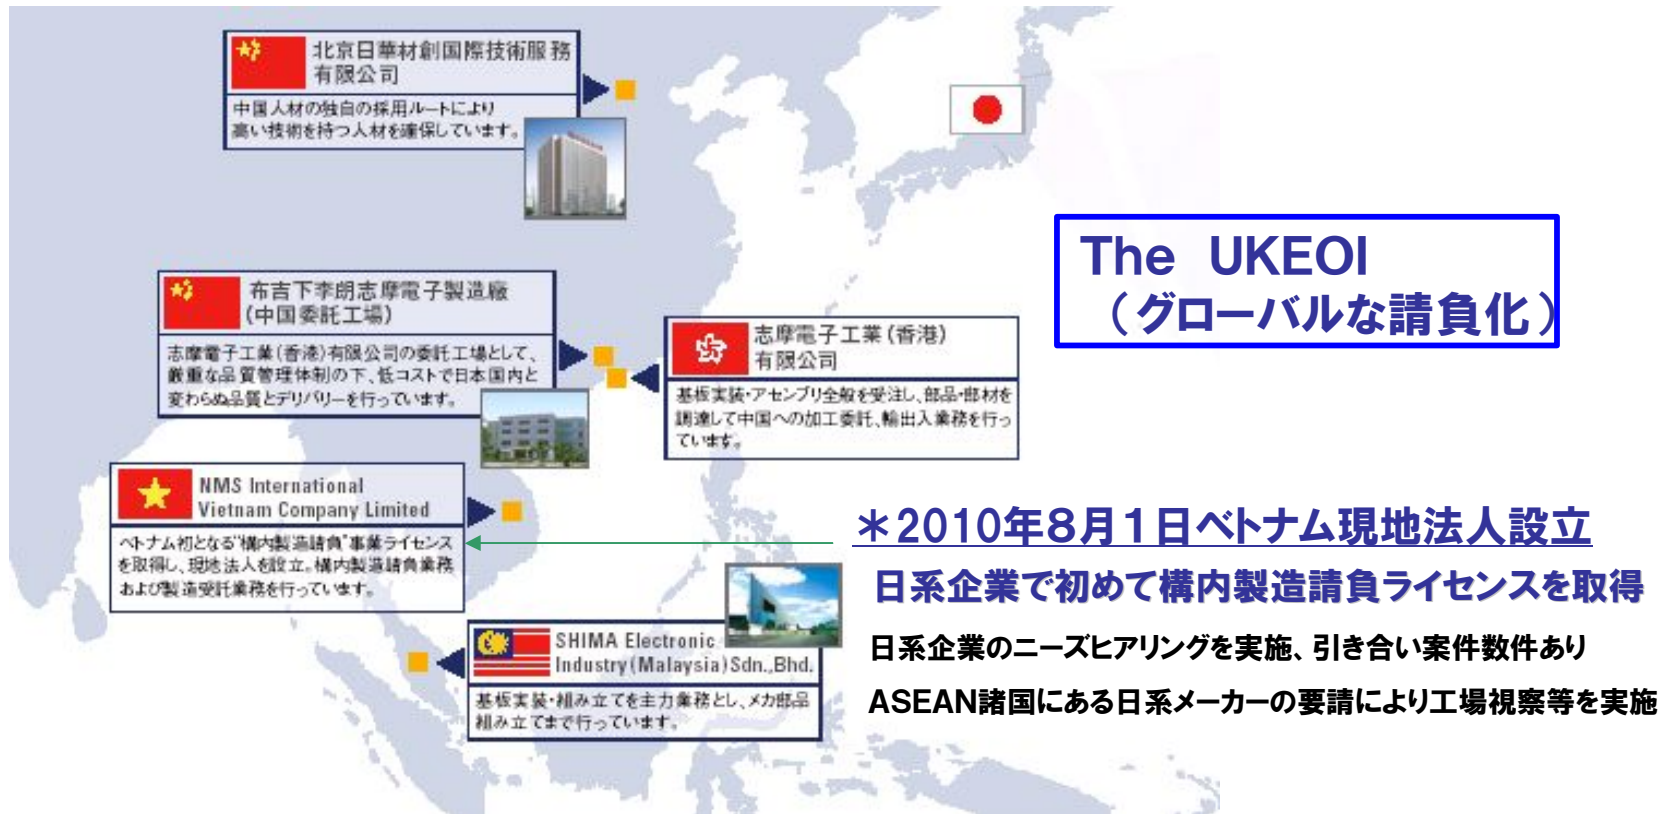 北京日華材創国際技術服務
有限公司
中国人材の独自の採用ルートにより
高い技術を持つ人材を確保しています。
The UKEOI
（グローバルな請負化）
布吉下李朗志摩電子製造廠
(中国委託工場)
志摩電子工業(香港)有限公司の委託工場として、
厳重な品質管理体制の下、低コストで日本国内と
変わらぬ品質とデリバリーを行っています。
志摩電子工業(香港)
有限公司
基板実装・アセンブリ全般を受注し、部品・部材を
調達して中国への加工委託、輸出入業務を行っ
ています。
NMS International
Vietnam Company Limited
ベトナム初となる"構内製造請負"事業ライセンス
を取得し、現地法人を設立。構内製造請負業務
および製造受託業務を行っています。
＊2010年８月１日ベトナム現地法人設立
日系企業で初めて構内製造請負ライセンスを取得
日系企業のニーズヒアリングを実施、引き合い案件数件あり
ASEAN諸国にある日系メーカーの要請により工場視察等を実施
SHIMA Electronic
Industry(Malaysia)Sdn.,Bhd.
基板実装・組み立てを主力業務とし、メカ部品
組み立てまで行っています。